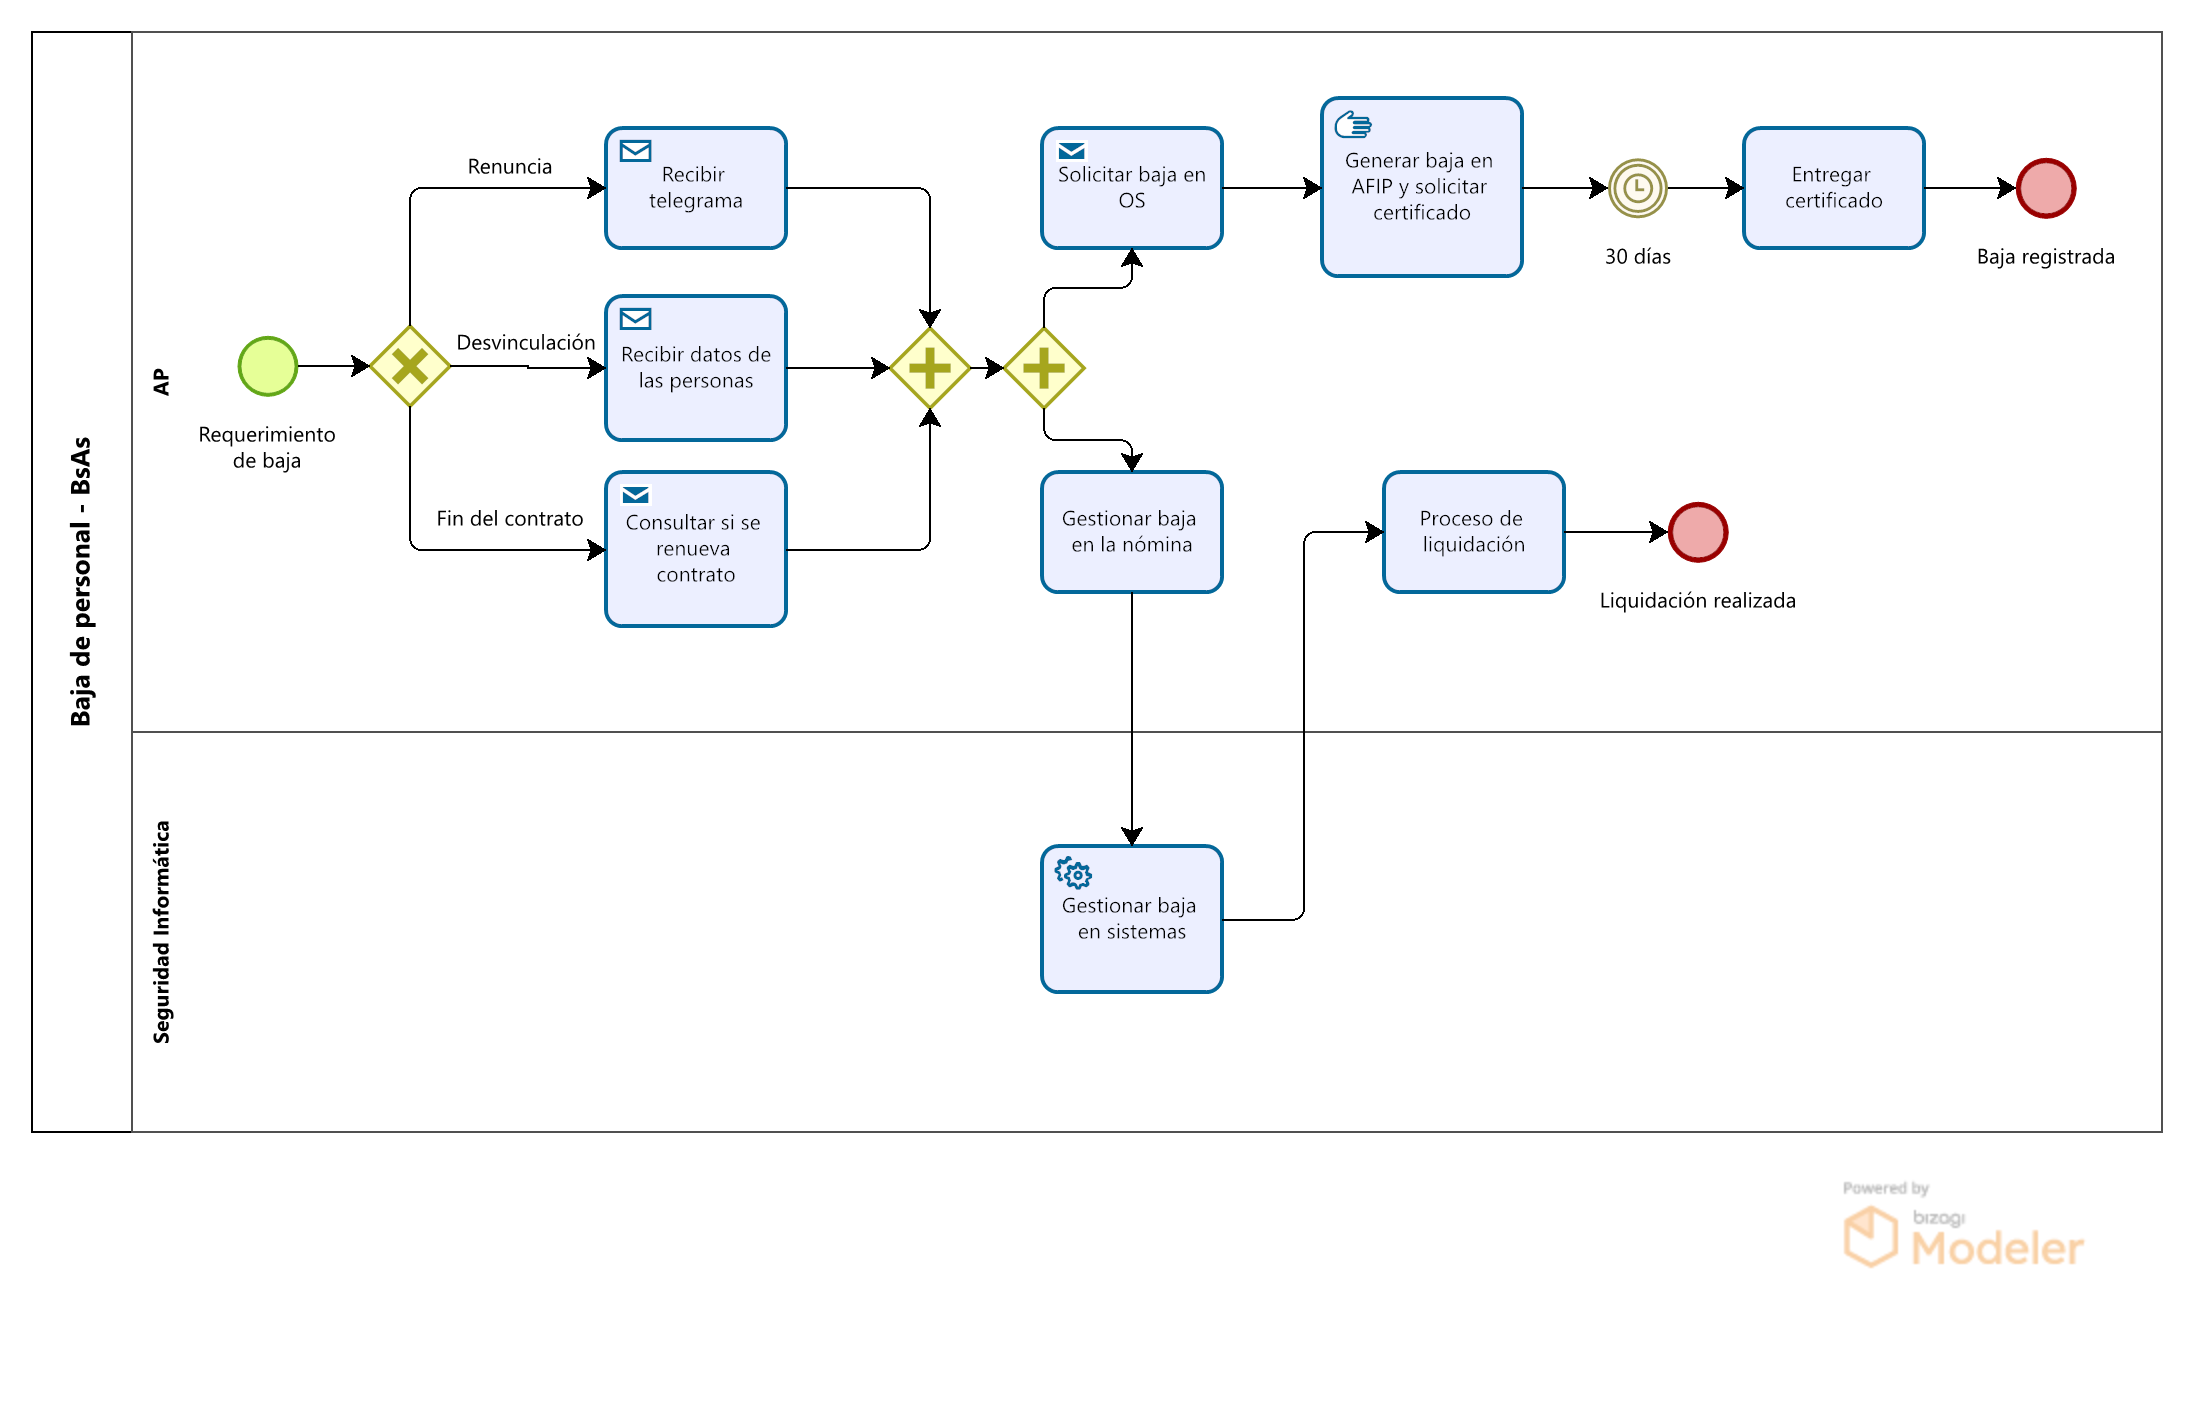 Baja de personal - BsAs
AP
Requerimiento
de baja
Renuncia
Desvinculación
Fin del contrato
Recibir
telegrama
Recibir datos de
las personas
Consultar si se
renueva
contrato
Solicitar baja en
OS
Generar baja en
AFIP y solicitar
certificado
30 días
Entregar
certificado
Baja registrada
Gestionar baja
en la nómina
Proceso de
liquidación
Liquidación realizada
Seguridad Informática
Gestionar baja
en sistemas
Powered by
bizagi
Modeler